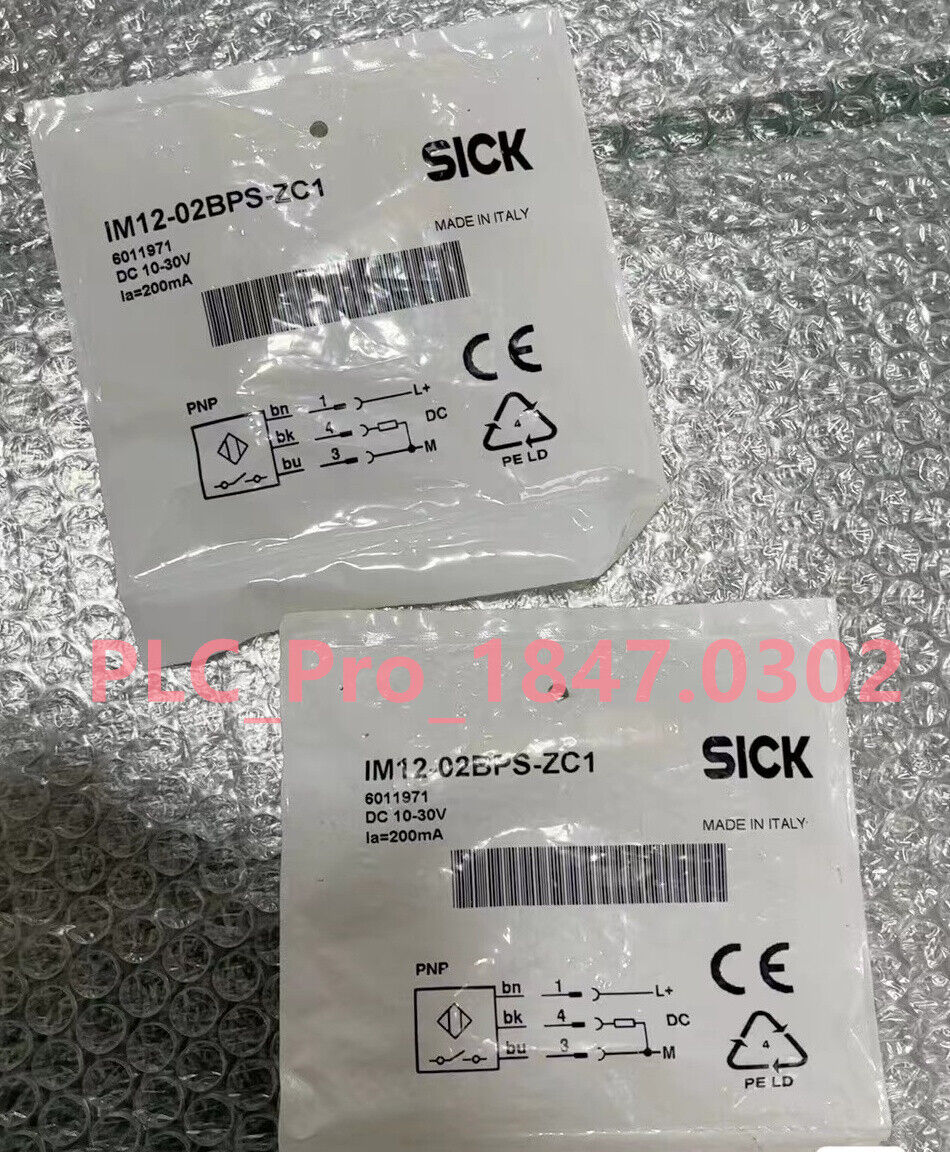 SICK
IM12-02BPS-ZC1
MADE IN ITALY
6011971
DC 10-30V
Ia=200mA
CE
PNP
bn 1 L+
bk 4 DC
bu 3 M
4
PE LD
PLC_Pro_1847.0302
SICK
IM12-02BPS-ZC1
6011971
DC 10-30V
Ia=200mA
MADE IN ITALY
CE
PNP
bn 1 L+
bk 4 DC
bu 3 M
4
PE LD